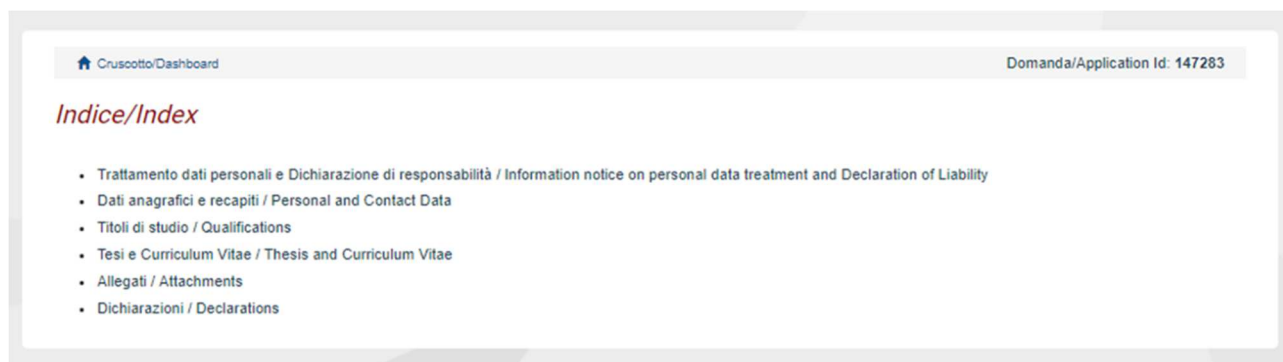 Cruscotto/Dashboard
Domanda/Application Id: 147283
Indice/Index
Trattamento dati personali e Dichiarazione di responsabilità / Information notice on personal data treatment and Declaration of Liability
Dati anagrafici e recapiti / Personal and Contact Data
Titoli di studio / Qualifications
Tesi e Curriculum Vitae / Thesis and Curriculum Vitae
Allegati / Attachments
Dichiarazioni / Declarations